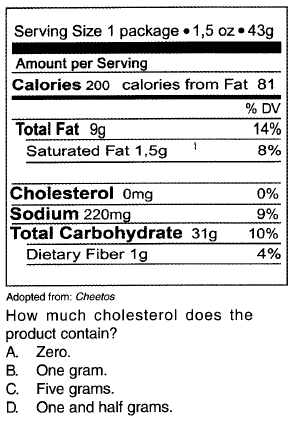 Serving Size 1 package • 1,5 oz • 43g
Amount per Serving
Calories 200 calories from Fat 81
% DV
Total Fat 9g 14%
Saturated Fat 1,5g 8%
Cholesterol 0mg 0%
Sodium 220mg 9%
Total Carbohydrate 31g 10%
Dietary Fiber 1g 4%
Adopted from: Cheetos
How much cholesterol does the
product contain?
A. Zero.
B. One gram.
C. Five grams.
D. One and half grams.